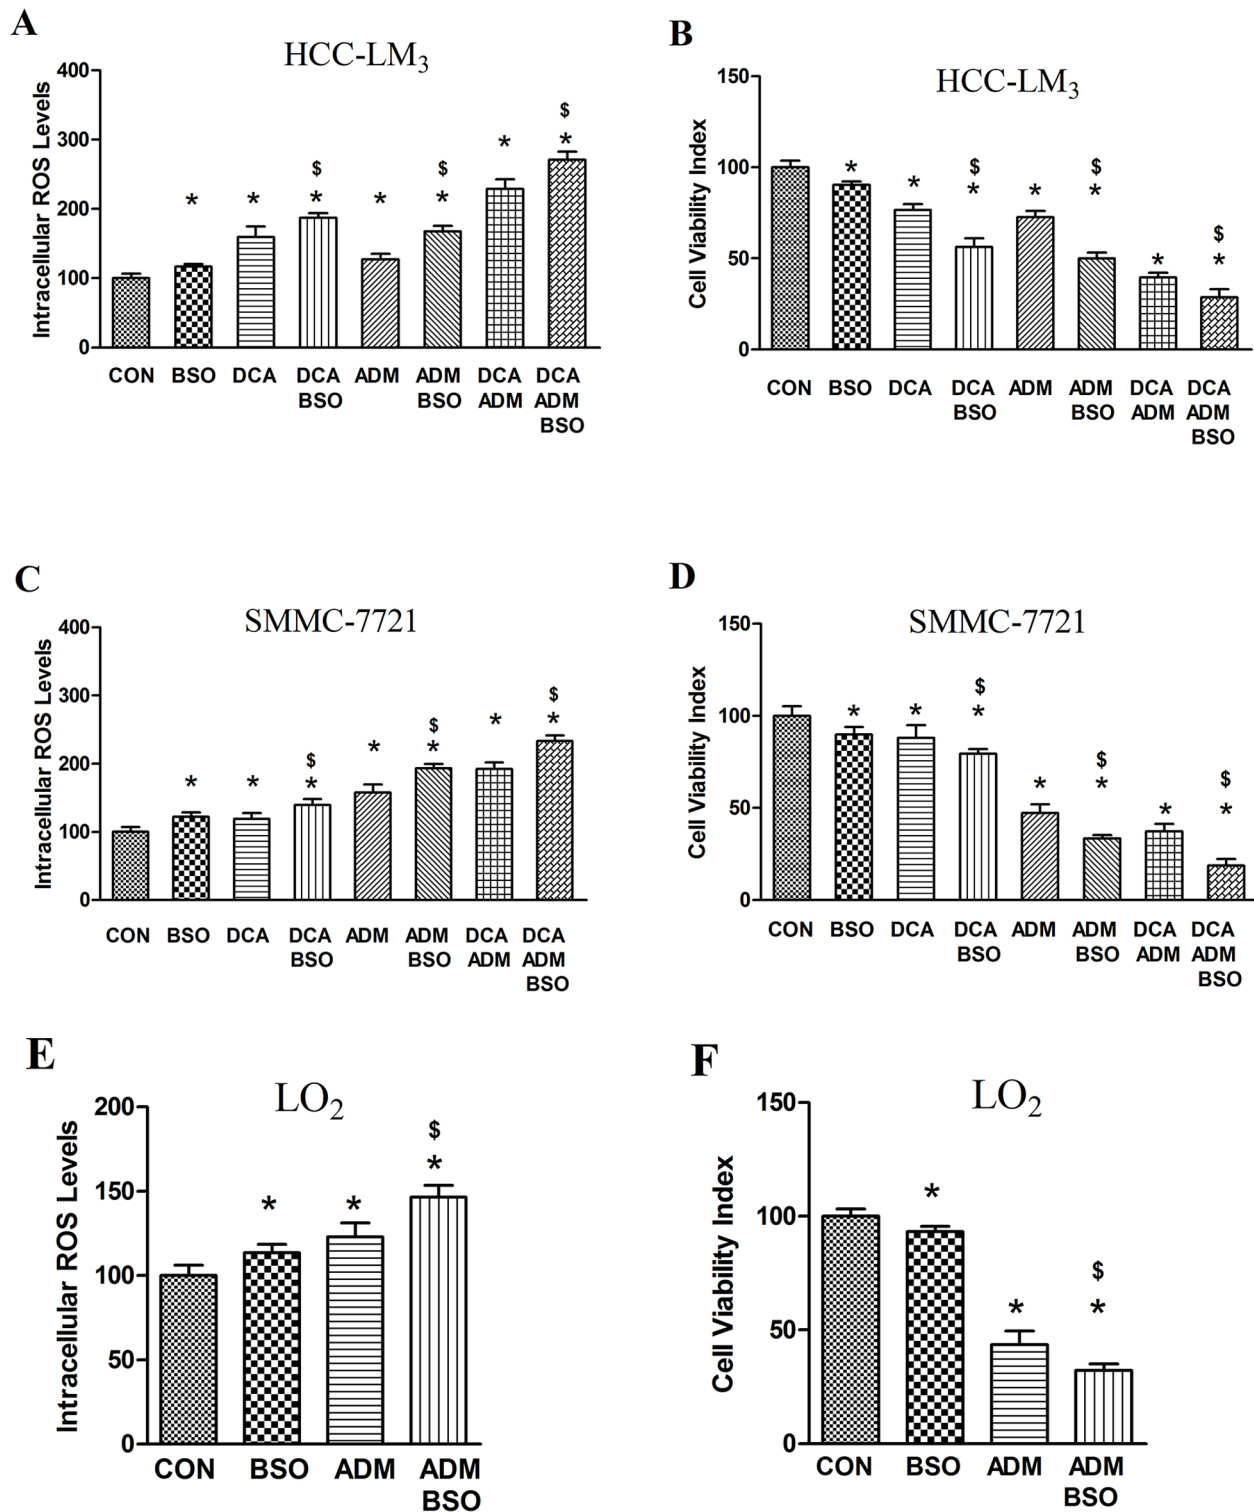 A
HCC-LM3
Intracellular ROS Levels
400
300
200
100
0
* * $ * * $ * * $ *
CON BSO DCA DCA ADM ADM DCA DCA
BSO BSO ADM ADM
BSO
B
HCC-LM3
Cell Viability Index
150
100
50
0
* * $ * * $ * * $ *
CON BSO DCA DCA ADM ADM DCA DCA
BSO BSO ADM ADM
BSO
C
SMMC-7721
Intracellular ROS Levels
400
300
200
100
0
* * $ * * $ * * $ *
CON BSO DCA DCA ADM ADM DCA DCA
BSO BSO ADM ADM
BSO
D
SMMC-7721
Cell Viability Index
150
100
50
0
* * $ * * $ * * $ *
CON BSO DCA DCA ADM ADM DCA DCA
BSO BSO ADM ADM
BSO
E
LO2
Intracellular ROS Levels
200
150
100
50
0
* * $ *
CON BSO ADM ADM
BSO
F
LO2
Cell Viability Index
150
100
50
0
* * $ *
CON BSO ADM ADM
BSO